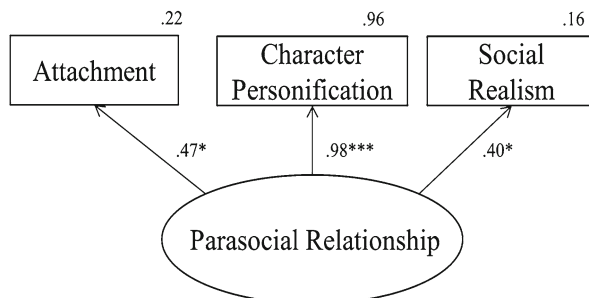 .22
.96
.16
Attachment
Character
Personification
Social
Realism
.47*
.98***
.40*
Parasocial Relationship